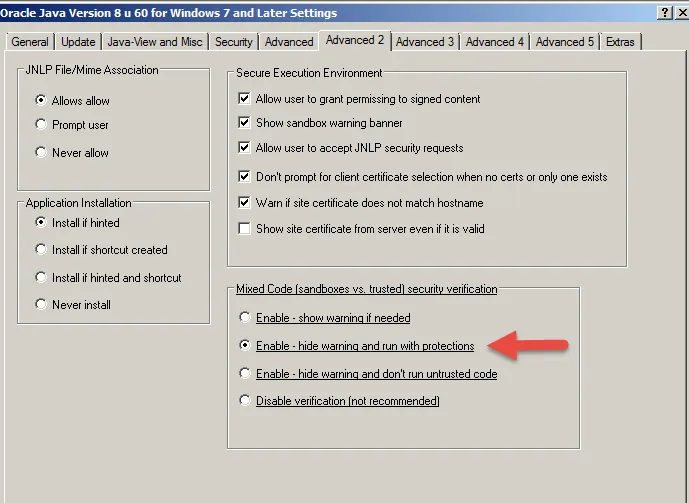 Oracle Java Version 8 u 60 for Windows 7 and Later Settings
General Update Java-View and Misc Security Advanced Advanced 2 Advanced 3 Advanced 4 Advanced 5 Extras
JNLP File/Mime Association
Allows allow
Prompt user
Never allow
Application Installation
Install if hinted
Install if shortcut created
Install if hinted and shortcut
Never install
Secure Execution Environment
Allow user to grant permissing to signed content
Show sandbox warning banner
Allow user to accept JNLP security requests
Don't prompt for client certificate selection when no certs or only one exists
Warn if site certificate does not match hostname
Show site certificate from server even if it is valid
Mixed Code (sandboxes vs. trusted) security verification
Enable - show warning if needed
Enable - hide warning and run with protections
Enable - hide warning and don't run untrusted code
Disable verification (not recommended)